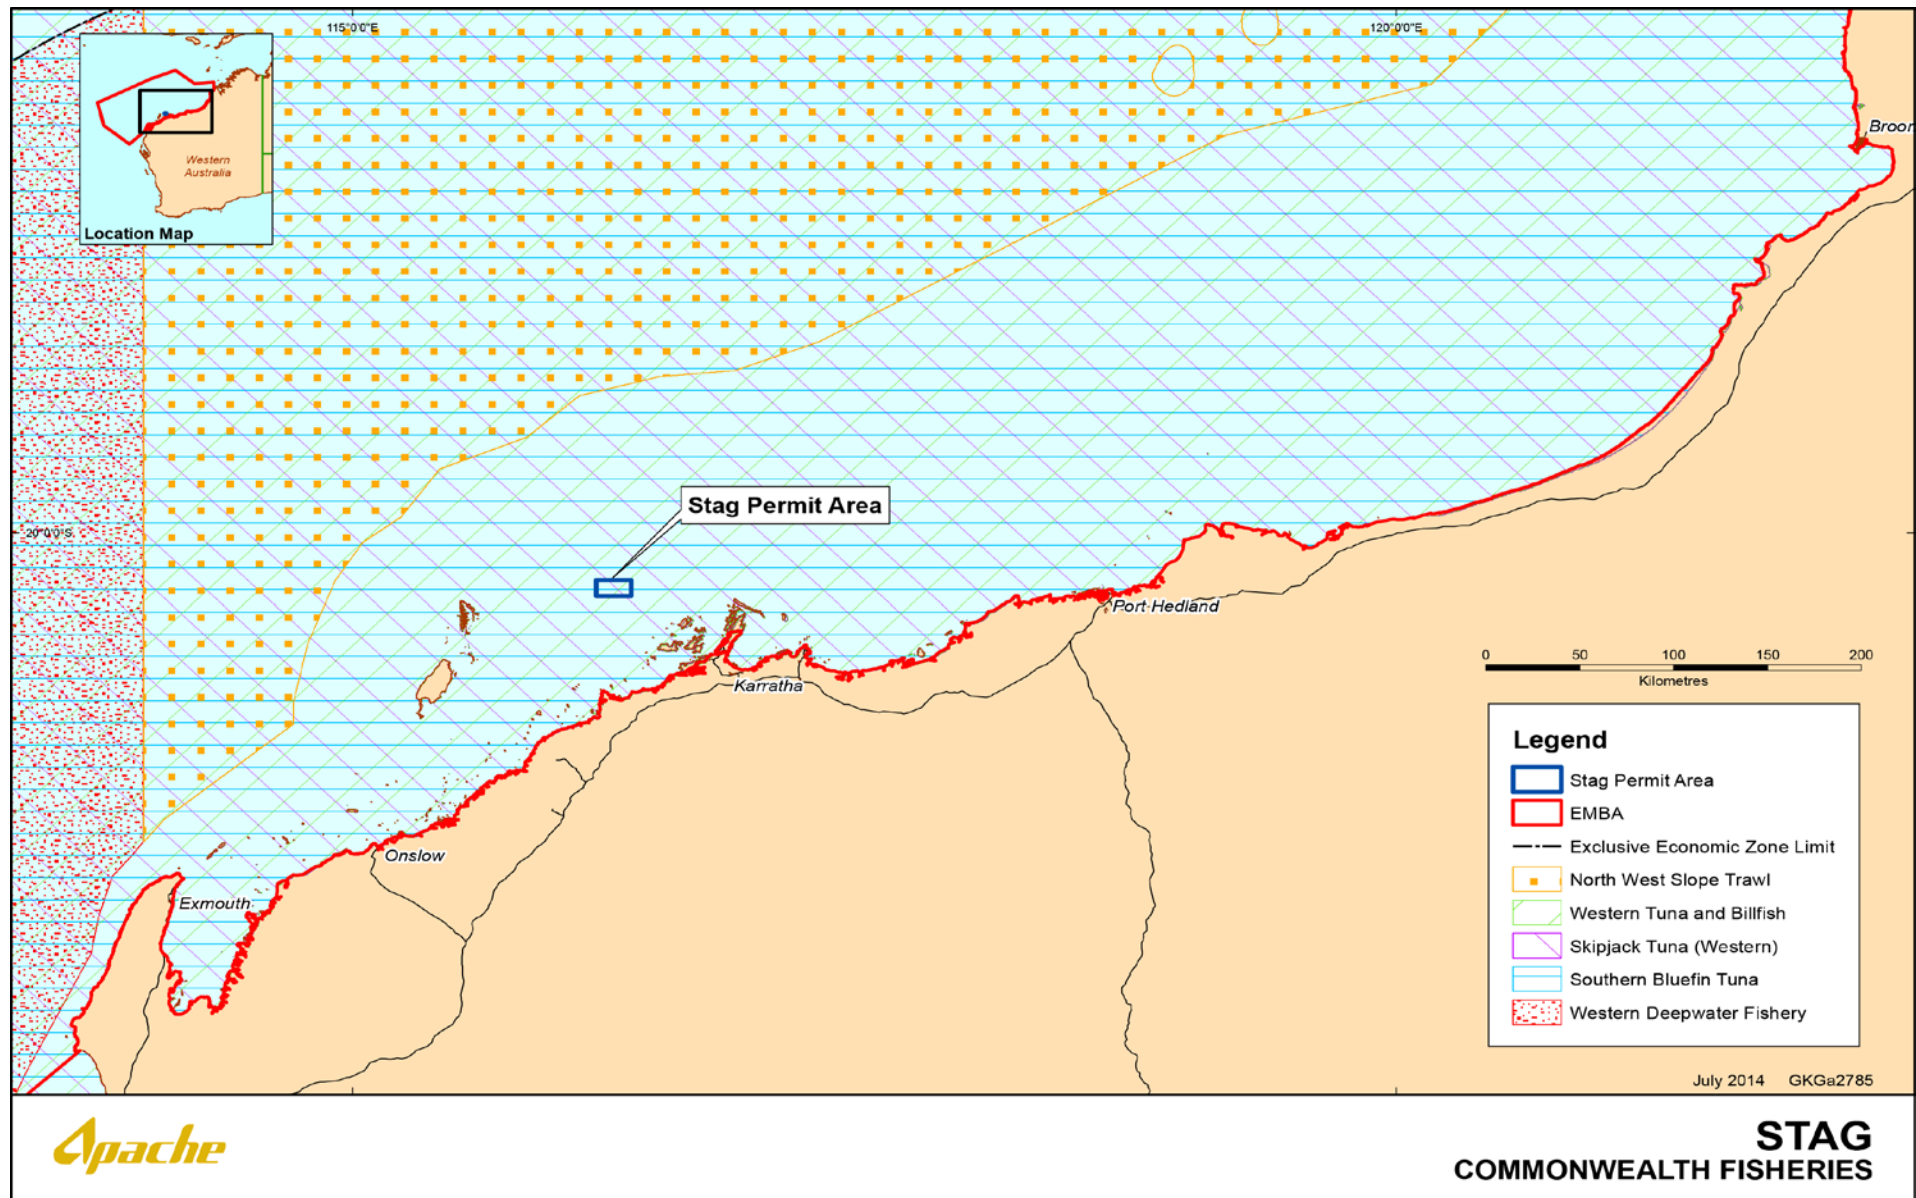 115°0'0"E
120°0'0"E
Western
Australia
Location Map
Broon
Stag Permit Area
20°0'0"S
Port Hedland
Karratha
Onslow
Exmouth
0 50 100 150 200
Kilometres
Legend
Stag Permit Area
EMBA
Exclusive Economic Zone Limit
North West Slope Trawl
Western Tuna and Billfish
Skipjack Tuna (Western)
Southern Bluefin Tuna
Western Deepwater Fishery
July 2014 GKGa2785
Apache
STAG
COMMONWEALTH FISHERIES